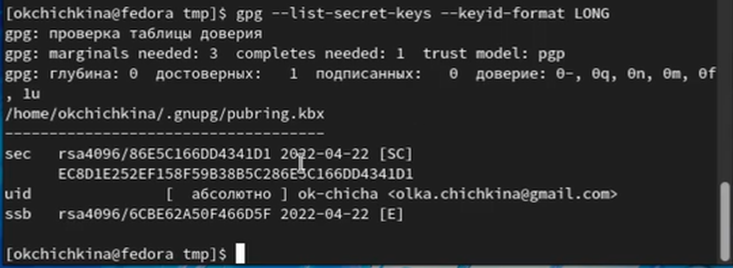 [okchichkina@fedora tmp]$ gpg --list-secret-keys --keyid-format LONG
gpg: проверка таблицы доверия
gpg: marginals needed: 3  completes needed: 1  trust model: pgp
gpg: глубина: 0  достоверных:   1  подписанных:   0  доверие: 0-, 0q, 0n, 0m, 0f
, 1u
/home/okchichkina/.gnupg/pubring.kbx
------------------------------------
sec   rsa4096/86E5C166DD4341D1 2022-04-22 [SC]
      EC8D1E252EF158F59B38B5C286E5C166DD4341D1
uid              [  абсолютно ] ok-chicha <olka.chichkina@gmail.com>
ssb   rsa4096/6CBE62A50F466D5F 2022-04-22 [E]
[okchichkina@fedora tmp]$